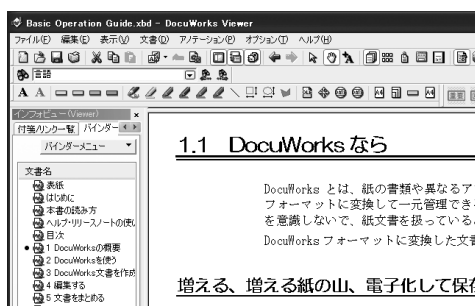 Basic Operation Guide.xbd - DocuWorks Viewer
ファイル(F) 編集(E) 表示(V) 文書(D) アノテーション(P) オプション(T) ヘルプ(H)
言語
A A
インフォビュー(Viewer) ×
付箋/リンク一覧 バインダー
バインダーメニュー
文書名
表紙
はじめに
本書の読み方
ヘルプ・リリースノートの使い
目次
1 DocuWorksの概要
2 DocuWorksを使う
3 DocuWorks文書を作成
4 編集する
5 文書をまとめる
1.1 DocuWorks なら
DocuWorks とは、紙の書類や異なるア
フォーマットに変換して一元管理でき
を意識しないで、紙文書を扱っている
DocuWorks フォーマットに変換した文書
増える、増える紙の山、電子化して保